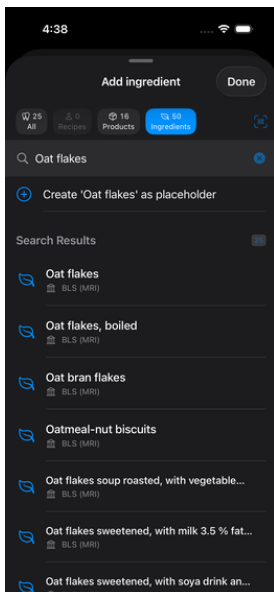 4:38
Add ingredient
Done
25
All
0
Recipes
16
Products
50
Ingredients
Oat flakes
Create 'Oat flakes' as placeholder
Search Results
25
Oat flakes
BLS (MRI)
Oat flakes, boiled
BLS (MRI)
Oat bran flakes
BLS (MRI)
Oatmeal-nut biscuits
BLS (MRI)
Oat flakes soup roasted, with vegetable...
BLS (MRI)
Oat flakes sweetened, with milk 3.5 % fat...
BLS (MRI)
Oat flakes sweetened, with soya drink an...